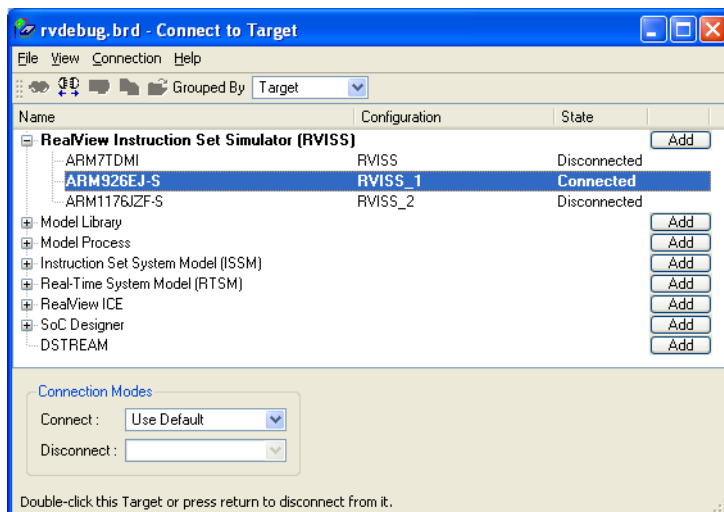 rvdebug.brd - Connect to Target
File View Connection Help
Grouped By Target
Name Configuration State
RealView Instruction Set Simulator (RVISS) Add
ARM7TDMI RVISS Disconnected
ARM926EJ-S RVISS_1 Connected
ARM1176JZF-S RVISS_2 Disconnected
Model Library Add
Model Process Add
Instruction Set System Model (ISSM) Add
Real-Time System Model (RTSM) Add
RealView ICE Add
SoC Designer Add
DSTREAM Add
Connection Modes
Connect : Use Default
Disconnect :
Double-click this Target or press return to disconnect from it.